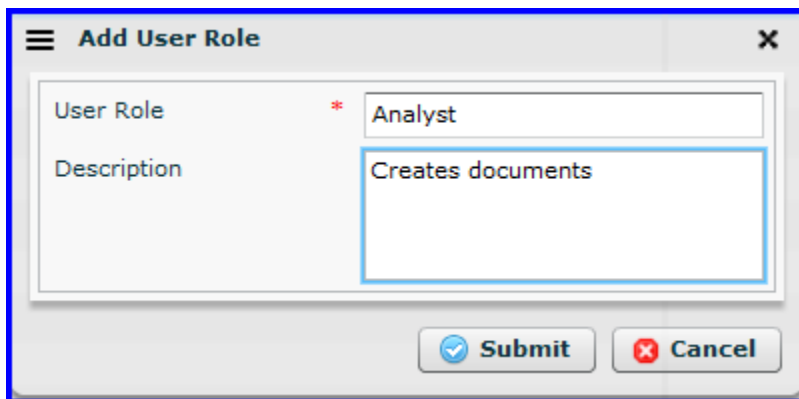 Add User Role
User Role * Analyst
Description Creates documents
Submit Cancel